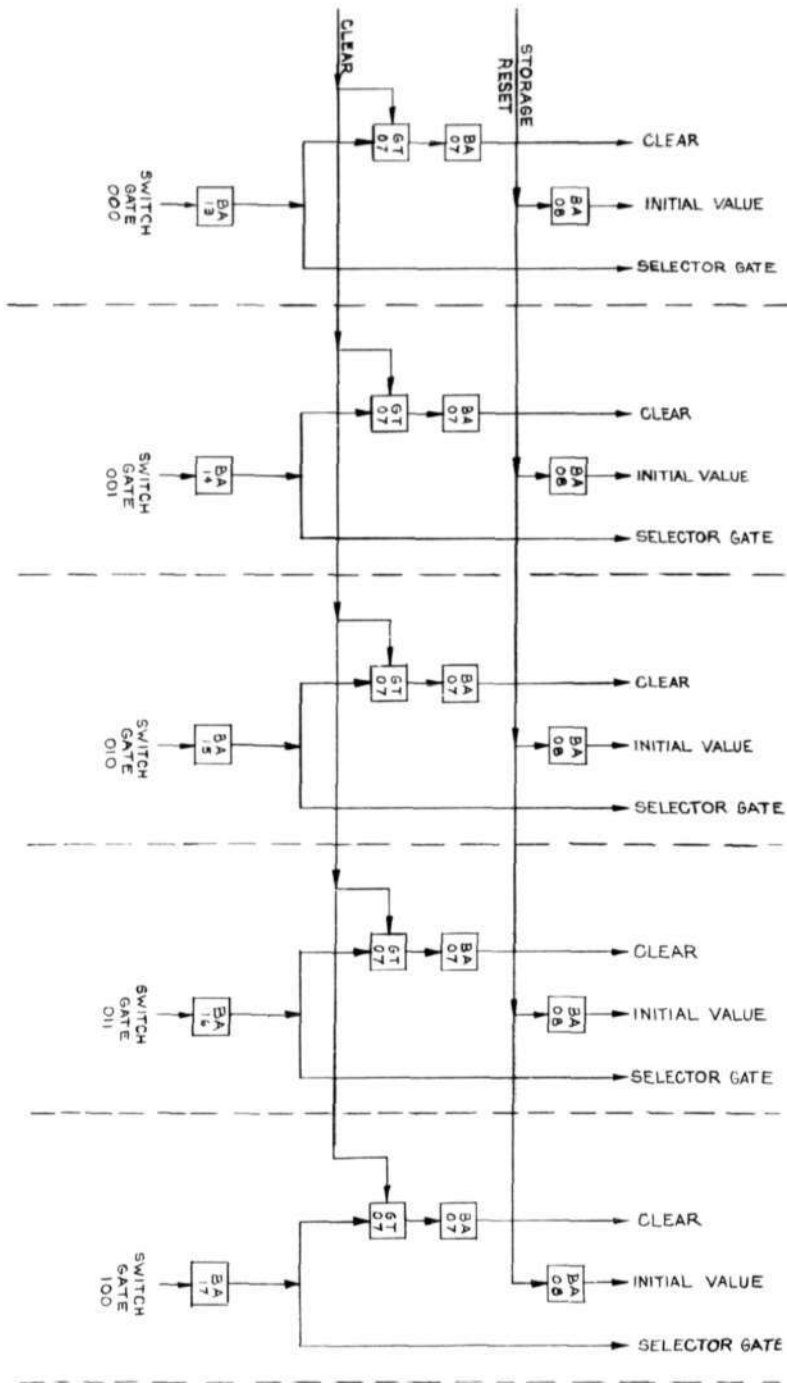 CLEAR
STORAGE
RESET
GT
07
BA
07
CLEAR
SWITCH
GATE
000
BA
13
BA
08
INITIAL VALUE
SELECTOR GATE
GT
07
BA
07
CLEAR
SWITCH
GATE
001
BA
14
BA
08
INITIAL VALUE
SELECTOR GATE
GT
07
BA
07
CLEAR
SWITCH
GATE
010
BA
15
BA
08
INITIAL VALUE
SELECTOR GATE
GT
07
BA
07
CLEAR
SWITCH
GATE
011
BA
16
BA
08
INITIAL VALUE
SELECTOR GATE
GT
07
BA
07
CLEAR
SWITCH
GATE
100
BA
17
BA
08
INITIAL VALUE
SELECTOR GATE